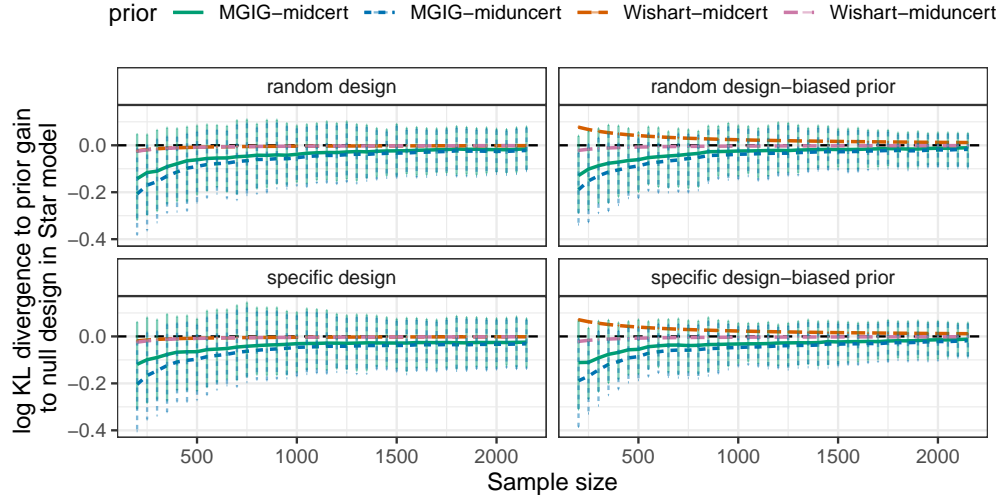 prior MGIG−midcert MGIG−miduncert Wishart−midcert Wishart−miduncert
random design
random design−biased prior
0.0
−0.2
−0.4
specific design
specific design−biased prior
0.0
−0.2
−0.4
500 1000 1500 2000
500 1000 1500 2000
Sample size
log KL divergence to prior gain
to null design in Star model